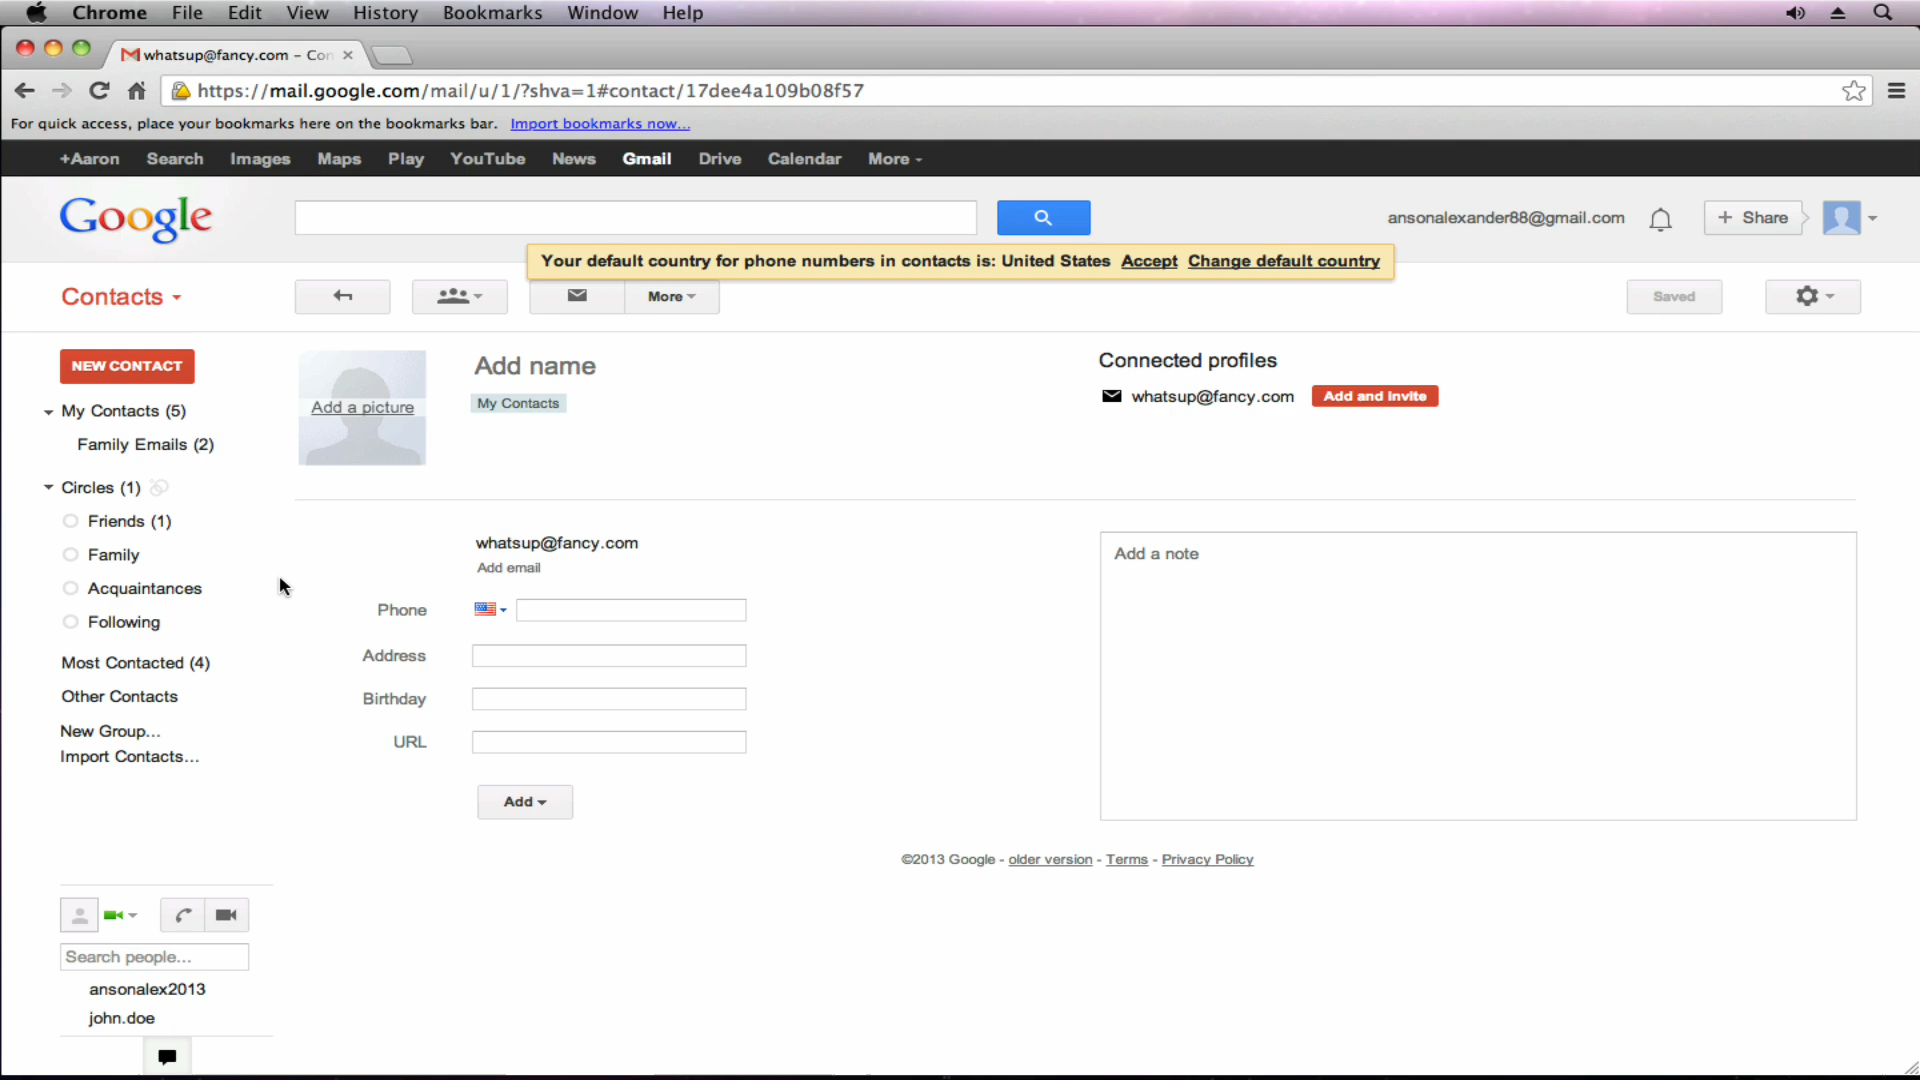 Chrome File Edit View History Bookmarks Window Help
whatsup@fancy.com – Con
https://mail.google.com/mail/u/1/?shva=1#contact/17dee4a109b08f57
For quick access, place your bookmarks here on the bookmarks bar. Import bookmarks now...
+Aaron Search Images Maps Play YouTube News Gmail Drive Calendar More
Google
ansonalexander88@gmail.com
+ Share
Your default country for phone numbers in contacts is: United States Accept Change default country
Contacts
More
Saved
NEW CONTACT
My Contacts (5)
Family Emails (2)
Circles (1)
Friends (1)
Family
Acquaintances
Following
Most Contacted (4)
Other Contacts
New Group...
Import Contacts...
Add a picture
Add name
My Contacts
Connected profiles
whatsup@fancy.com Add and invite
whatsup@fancy.com
Add email
Phone
Address
Birthday
URL
Add
Add a note
©2013 Google - older version - Terms - Privacy Policy
Search people...
ansonalex2013
john.doe